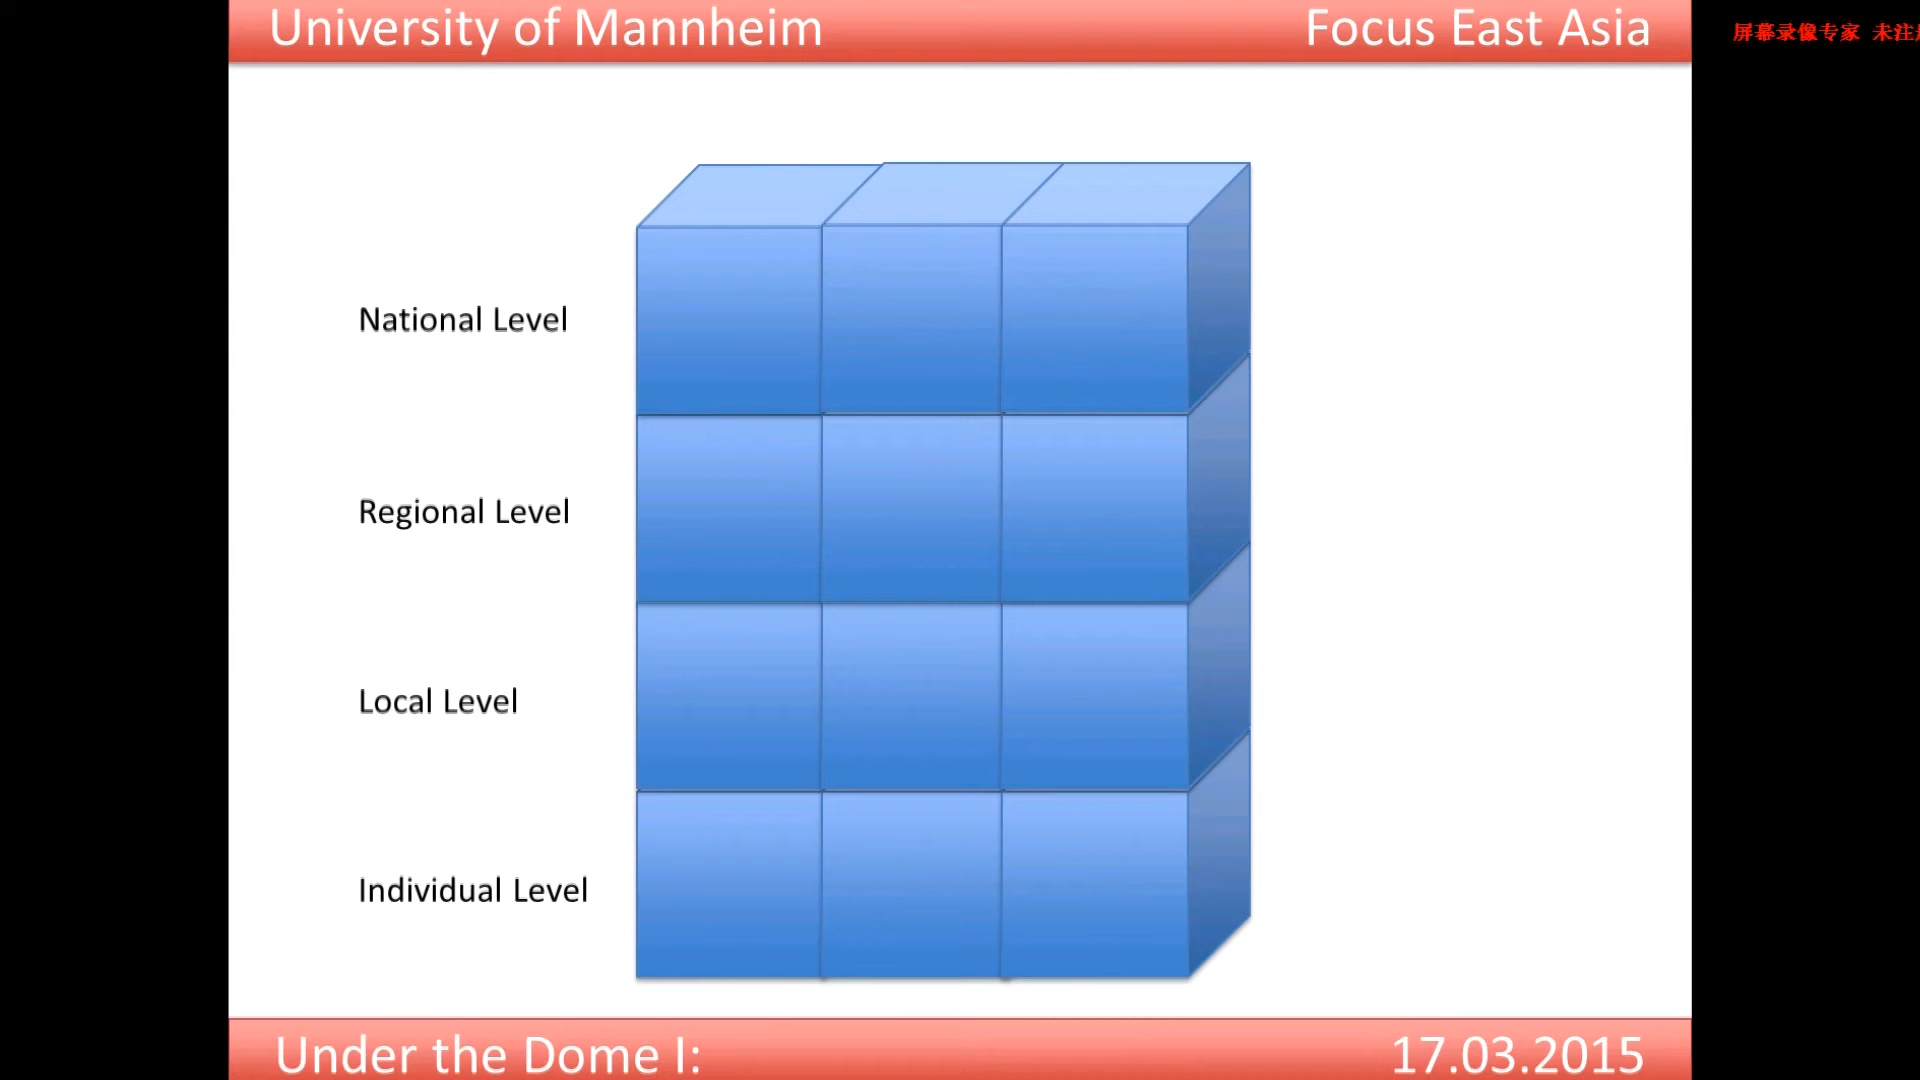 University of Mannheim
Focus East Asia
屏幕录像专家 未注
National Level
Regional Level
Local Level
Individual Level
Under the Dome I:
17.03.2015